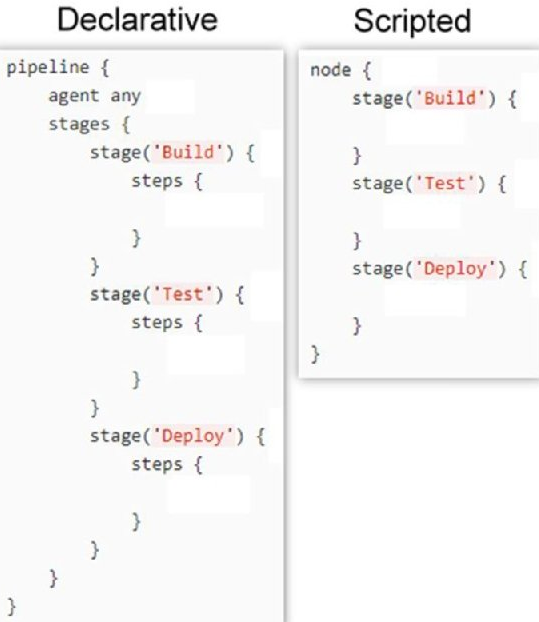 Declarative
pipeline {
    agent any
    stages {
        stage('Build') {
            steps {

            }
        }
        stage('Test') {
            steps {

            }
        }
        stage('Deploy') {
            steps {

            }
        }
    }
}
Scripted
node {
    stage('Build') {

    }
    stage('Test') {

    }
    stage('Deploy') {

    }
}